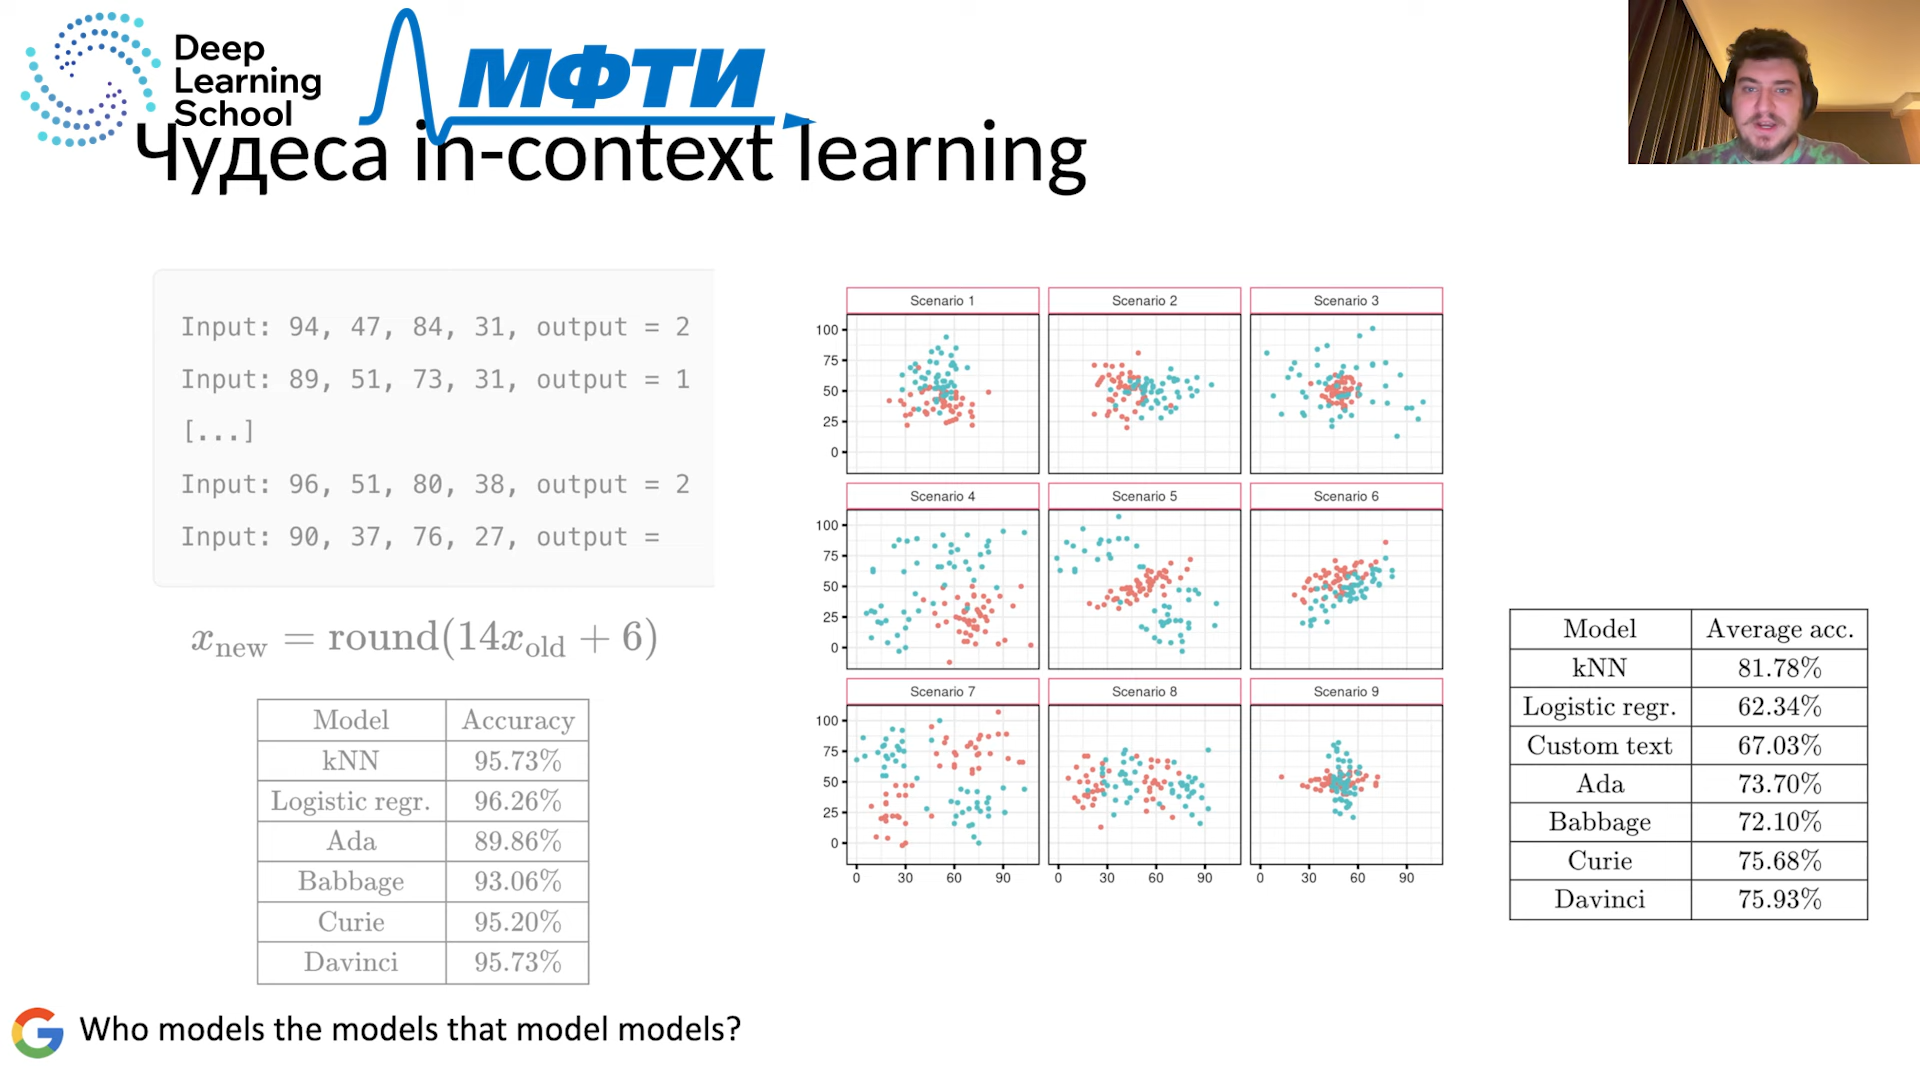 Deep
Learning
School
МФТИ
Чудеса in-context learning
Input: 94, 47, 84, 31, output = 2
Input: 89, 51, 73, 31, output = 1
[...]
Input: 96, 51, 80, 38, output = 2
Input: 90, 37, 76, 27, output =
x_new = round(14x_old + 6)
Model Accuracy
kNN 95.73%
Logistic regr. 96.26%
Ada 89.86%
Babbage 93.06%
Curie 95.20%
Davinci 95.73%
Scenario 1 Scenario 2 Scenario 3
100
75
50
25
0
Scenario 4 Scenario 5 Scenario 6
100
75
50
25
0
Scenario 7 Scenario 8 Scenario 9
100
75
50
25
0
0 30 60 90 0 30 60 90 0 30 60 90
Model Average acc.
kNN 81.78%
Logistic regr. 62.34%
Custom text 67.03%
Ada 73.70%
Babbage 72.10%
Curie 75.68%
Davinci 75.93%
Who models the models that model models?